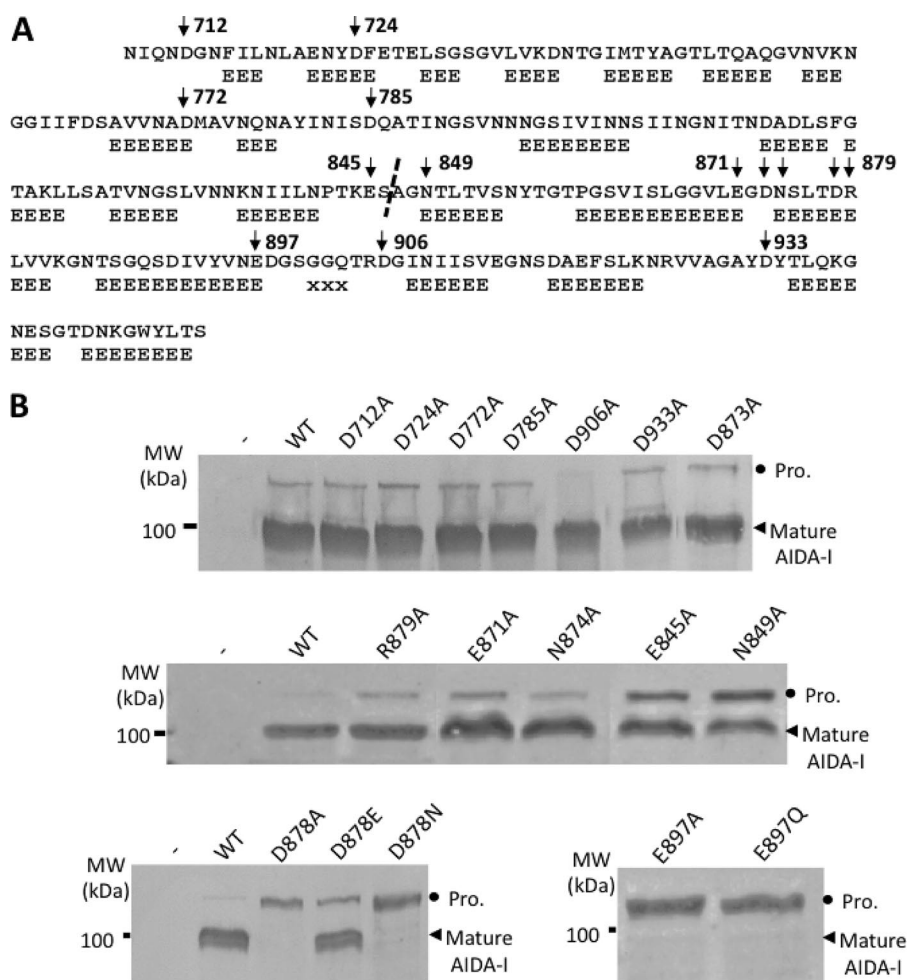 A
712 724
NIQNDGNFILNLAENYDFETELSGSGVLVKDNTGIMTYAGTLTQAQGVNVKN
EEE EEEEE EEE EEEE EEEEE EEEEE EEE
772 785
GGIIFDSAVVNADMAVNQNAYINISDQATINGSVNNNGSIVINNSIINGNITNDADLSFG
EEEEEE EEE EEEEEEE EEEEE E
845 849 871 879
TAKLLSATVNGSLVNNKNIILNPTKESAGNTLTVSNYTGTPGSVISLGGVLEGDNSLTDR
EEEE EEEEEEE EEEEEE EEEEEE EEEEEEEEEEEEE EEEE
897 906 933
LVVKGNTSGQSDIVYVNEDGSGGQTRDGINIISVEGNSDAEFSLKNRVVAGAYDYTLQKG
EEE EEEEEEEE xxx EEEEEE EEEEEE EEEEE
NESGTDNKGWYLTS
EEE EEEEEEEE
B
- WT D712A D724A D772A D785A D906A D933A D873A
MW
(kDa)
Pro.
100
Mature
AIDA-I
- WT R879A E871A N874A E845A N849A
MW
(kDa)
Pro.
100
Mature
AIDA-I
- WT D878A D878E D878N
MW
(kDa)
Pro.
100
Mature
AIDA-I
E897A E897Q
MW
(kDa)
Pro.
100
Mature
AIDA-I